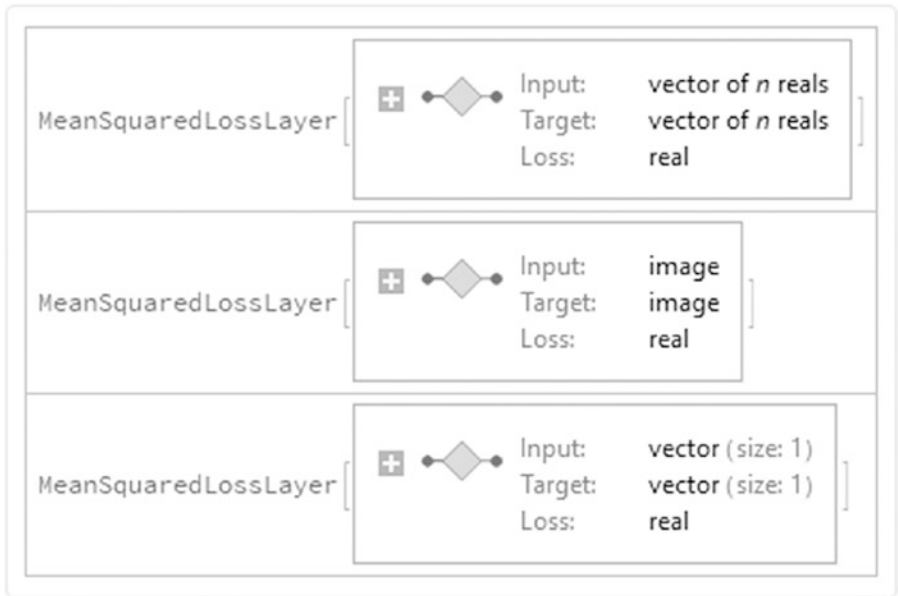 MeanSquaredLossLayer[
Input: vector of n reals
Target: vector of n reals
Loss: real
]
MeanSquaredLossLayer[
Input: image
Target: image
Loss: real
]
MeanSquaredLossLayer[
Input: vector (size: 1)
Target: vector (size: 1)
Loss: real
]